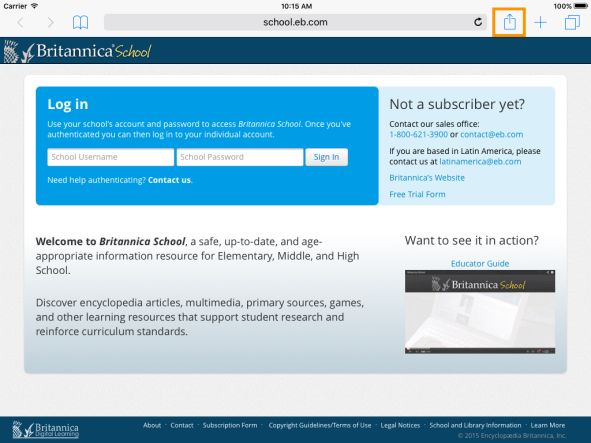 Carrier 10:15 AM 100%
school.eb.com
Britannica School
Log in
Use your school's account and password to access Britannica School. Once you've
authenticated you can then log in to your individual account.
School Username School Password Sign In
Need help authenticating? Contact us.
Not a subscriber yet?
Contact our sales office:
1-800-621-3900 or contact@eb.com
If you are based in Latin America, please
contact us at latinamerica@eb.com
Britannica's Website
Free Trial Form
Welcome to Britannica School, a safe, up-to-date, and age-
appropriate information resource for Elementary, Middle, and High
School.
Discover encyclopedia articles, multimedia, primary sources, games,
and other learning resources that support student research and
reinforce curriculum standards.
Want to see it in action?
Educator Guide
Britannica School
Britannica
Digital Learning
About · Contact · Subscription Form · Copyright Guidelines/Terms of Use · Legal Notices · School and Library Information · Learn More
© 2015 Encyclopædia Britannica, Inc.